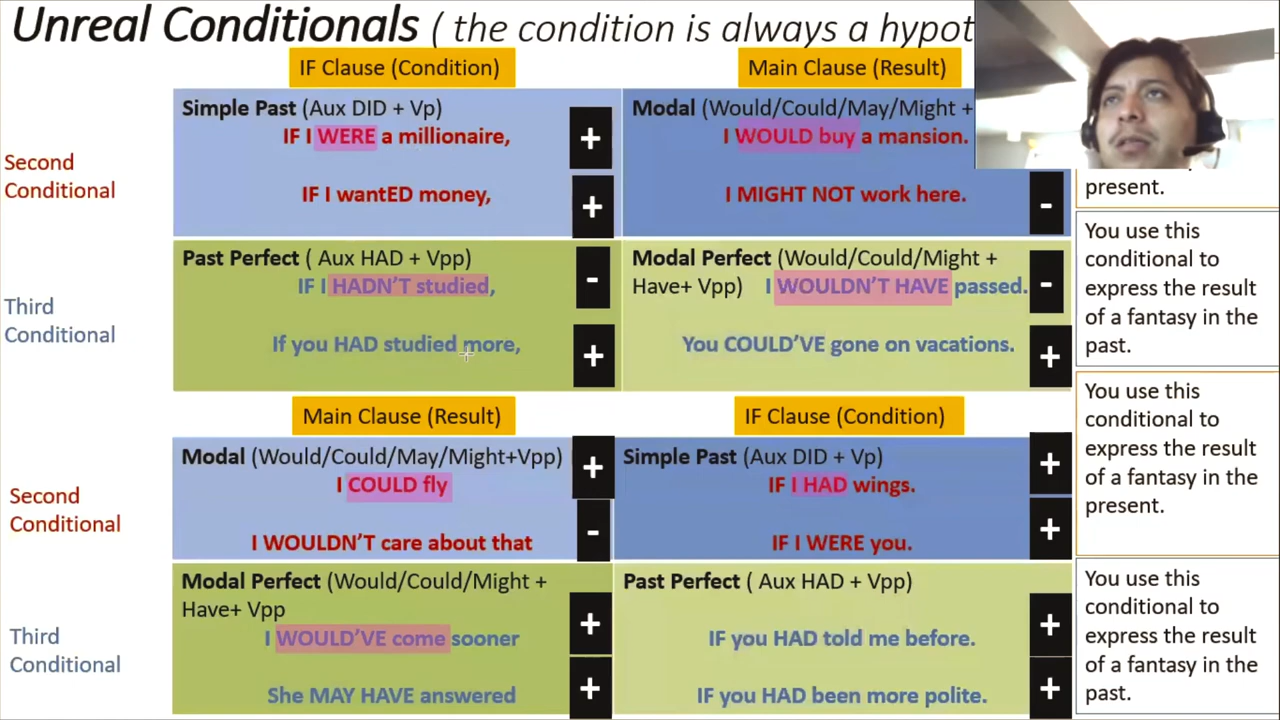 Unreal Conditionals ( the condition is always a hypot
IF Clause (Condition)
Main Clause (Result)
Second
Conditional
Simple Past (Aux DID + Vp)
IF I WERE a millionaire,
+
IF I wantED money,
+
Modal (Would/Could/May/Might +
I WOULD buy a mansion.
I MIGHT NOT work here.
-
present.
Third
Conditional
Past Perfect ( Aux HAD + Vpp)
IF I HADN'T studied,
-
If you HAD studied more,
+
Modal Perfect (Would/Could/Might +
Have+ Vpp) I WOULDN'T HAVE passed.
-
You COULD'VE gone on vacations.
+
You use this
conditional to
express the result
of a fantasy in the
past.
Main Clause (Result)
IF Clause (Condition)
Second
Conditional
Modal (Would/Could/May/Might+Vpp)
I COULD fly
+
I WOULDN'T care about that
-
Simple Past (Aux DID + Vp)
IF I HAD wings.
+
IF I WERE you.
+
You use this
conditional to
express the result
of a fantasy in the
present.
Third
Conditional
Modal Perfect (Would/Could/Might +
Have+ Vpp
I WOULD'VE come sooner
+
She MAY HAVE answered
+
Past Perfect ( Aux HAD + Vpp)
IF you HAD told me before.
+
IF you HAD been more polite.
+
You use this
conditional to
express the result
of a fantasy in the
past.